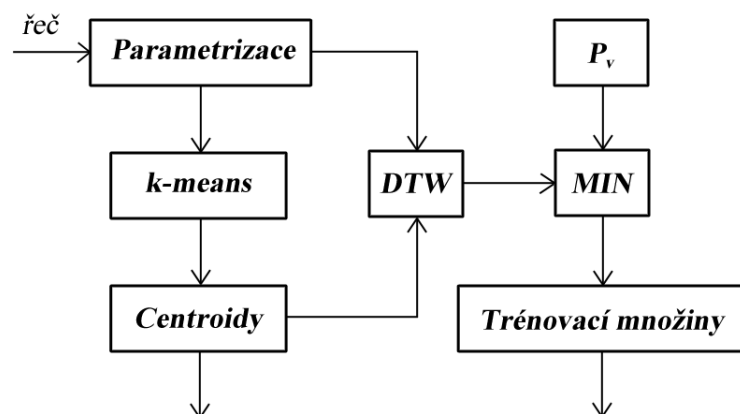 řeč
Parametrizace
P_v
k-means
DTW
MIN
Centroidy
Trénovací množiny